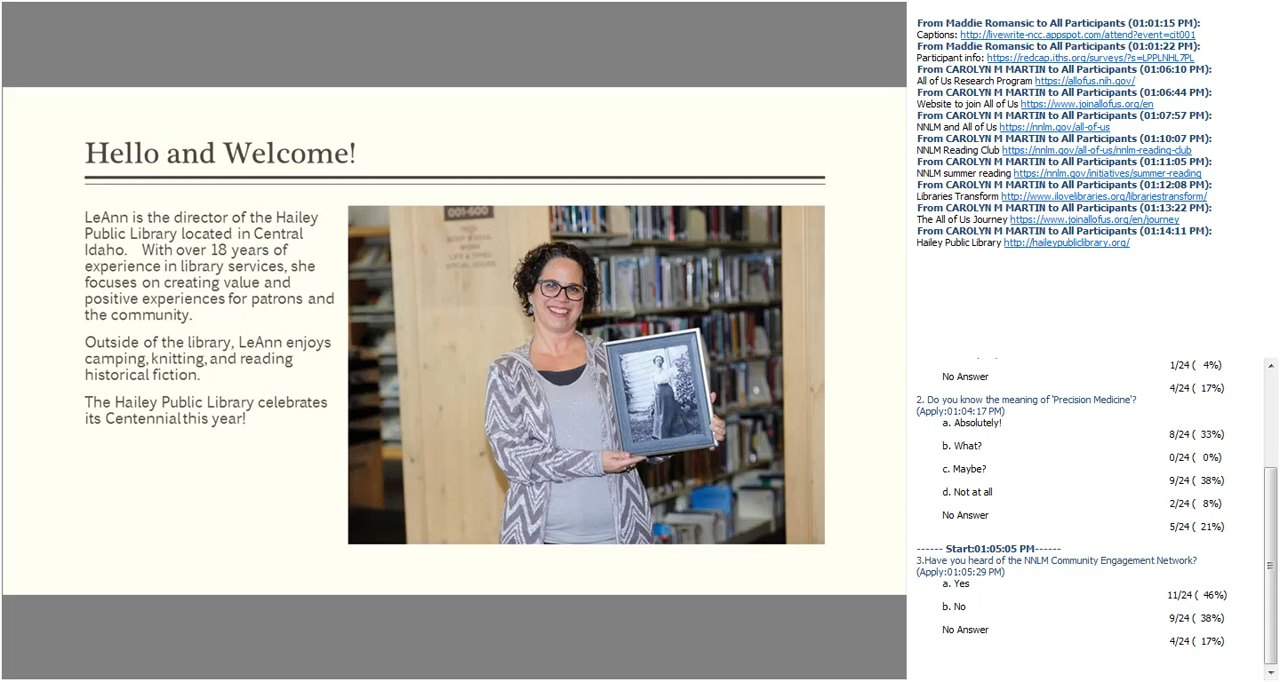 Hello and Welcome!
LeAnn is the director of the Hailey
Public Library located in Central
Idaho. With over 18 years of
experience in library services, she
focuses on creating value and
positive experiences for patrons and
the community.
Outside of the library, LeAnn enjoys
camping, knitting, and reading
historical fiction.
The Hailey Public Library celebrates
its Centennial this year!
001-600
TECH
BODY & SOUL
WORK
LIFE & TIMES
SOCIAL ISSUES
From Maddie Romansic to All Participants (01:01:15 PM):
Captions: http://livewrite-ncc.appspot.com/attend?event=cit001
From Maddie Romansic to All Participants (01:01:22 PM):
Participant info: https://redcap.iths.org/surveys/?s=LPPLNHL7PL
From CAROLYN M MARTIN to All Participants (01:06:10 PM):
All of Us Research Program https://allofus.nih.gov/
From CAROLYN M MARTIN to All Participants (01:06:44 PM):
Website to join All of Us https://www.joinallofus.org/en
From CAROLYN M MARTIN to All Participants (01:07:57 PM):
NNLM and All of Us https://nnlm.gov/all-of-us
From CAROLYN M MARTIN to All Participants (01:10:07 PM):
NNLM Reading Club https://nnlm.gov/all-of-us/nnlm-reading-club
From CAROLYN M MARTIN to All Participants (01:11:05 PM):
NNLM summer reading https://nnlm.gov/initiatives/summer-reading
From CAROLYN M MARTIN to All Participants (01:12:08 PM):
Libraries Transform http://www.ilovelibraries.org/librariestransform/
From CAROLYN M MARTIN to All Participants (01:13:22 PM):
The All of Us Journey https://www.joinallofus.org/en/journey
From CAROLYN M MARTIN to All Participants (01:14:11 PM):
Hailey Public Library http://haileypubliclibrary.org/
1/24 ( 4%)
No Answer
4/24 ( 17%)
2. Do you know the meaning of 'Precision Medicine'?
(Apply:01:04:17 PM)
a. Absolutely!
8/24 ( 33%)
b. What?
0/24 ( 0%)
c. Maybe?
9/24 ( 38%)
d. Not at all
2/24 ( 8%)
No Answer
5/24 ( 21%)
------ Start:01:05:05 PM------
3.Have you heard of the NNLM Community Engagement Network?
(Apply:01:05:29 PM)
a. Yes
11/24 ( 46%)
b. No
9/24 ( 38%)
No Answer
4/24 ( 17%)